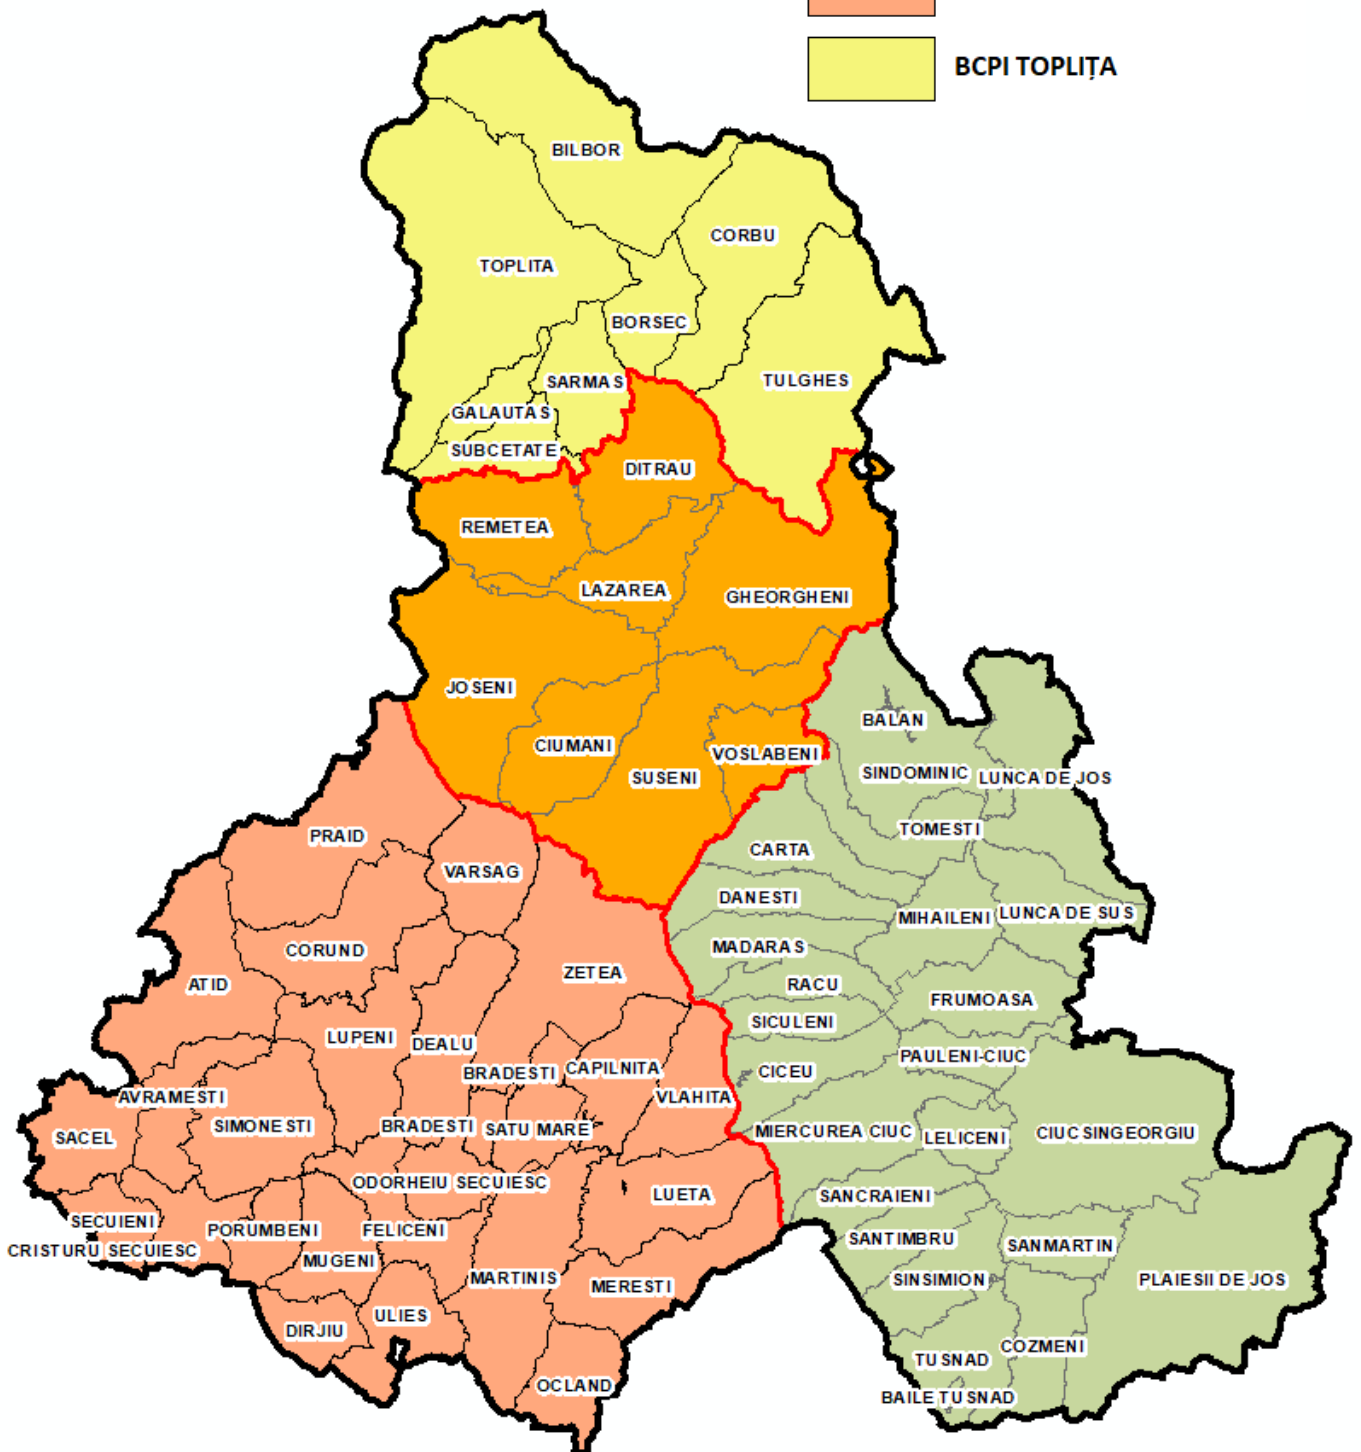 BCPI TOPLIȚA
BILBOR
CORBU
TOPLITA
BORSEC
TULGHES
SARMAS
GALAUTAS
SUBCETATE
DITRAU
REMETEA
LAZAREA
GHEORGHENI
JOSENI
BALAN
CIUMANI
VOSLABENI
SUSENI
SINDOMINIC
LUNCA DE JOS
TOMESTI
PRAID
CARTA
VARSAG
DANESTI
MIHAILENI
LUNCA DE SUS
CORUND
MADARAS
ZETEA
ATID
RACU
FRUMOASA
SICULENI
LUPENI
DEALU
PAULENI-CIUC
BRADESTI
CAPILNITA
CICEU
AVRAMESTI
VLAHITA
SIMONESTI
BRADESTI
SATU MARE
SACEL
MIERCUREA CIUC
LELICENI
CIUCSINGEORGIU
ODORHEIU SECUIESC
LUETA
SANCRAIENI
SECUIENI
PORUMBENI
FELICENI
SANTIMBRU
SANMARTIN
CRISTURU SECUIESC
MUGENI
MARTINIS
MERESTI
SINSIMION
PLAIESII DE JOS
DIRJIU
ULIES
COZMENI
TUSNAD
OCLAND
BAILE TUSNAD